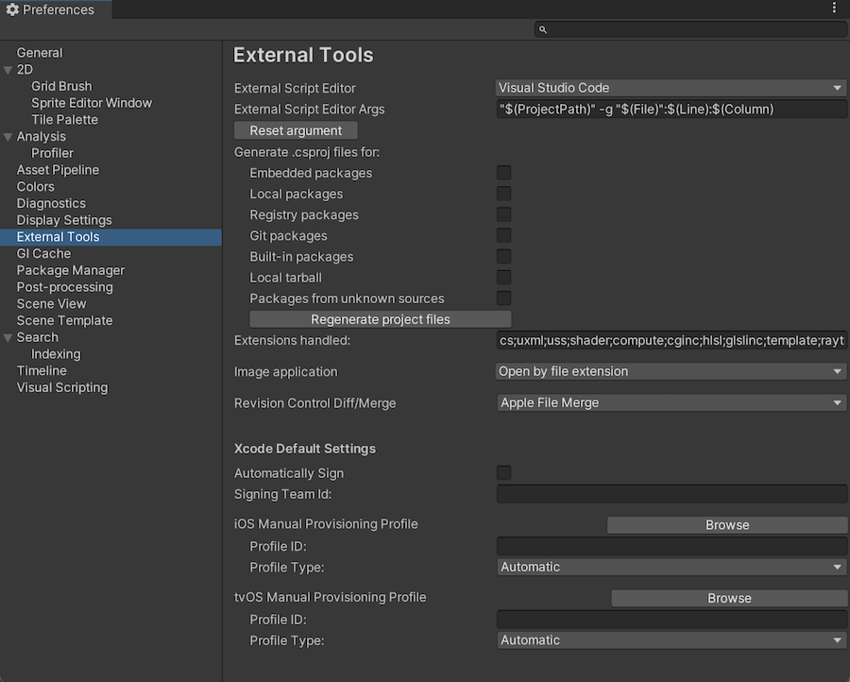 Preferences
General
2D
Grid Brush
Sprite Editor Window
Tile Palette
Analysis
Profiler
Asset Pipeline
Colors
Diagnostics
Display Settings
External Tools
GI Cache
Package Manager
Post-processing
Scene View
Scene Template
Search
Indexing
Timeline
Visual Scripting
External Tools
External Script Editor Visual Studio Code
External Script Editor Args "$(ProjectPath)" -g "$(File)":$(Line):$(Column)
Reset argument
Generate .csproj files for:
Embedded packages
Local packages
Registry packages
Git packages
Built-in packages
Local tarball
Packages from unknown sources
Regenerate project files
Extensions handled: cs;uxml;uss;shader;compute;cginc;hlsl;glslinc;template;rayt
Image application Open by file extension
Revision Control Diff/Merge Apple File Merge
Xcode Default Settings
Automatically Sign
Signing Team Id:
iOS Manual Provisioning Profile Browse
Profile ID:
Profile Type: Automatic
tvOS Manual Provisioning Profile Browse
Profile ID:
Profile Type: Automatic